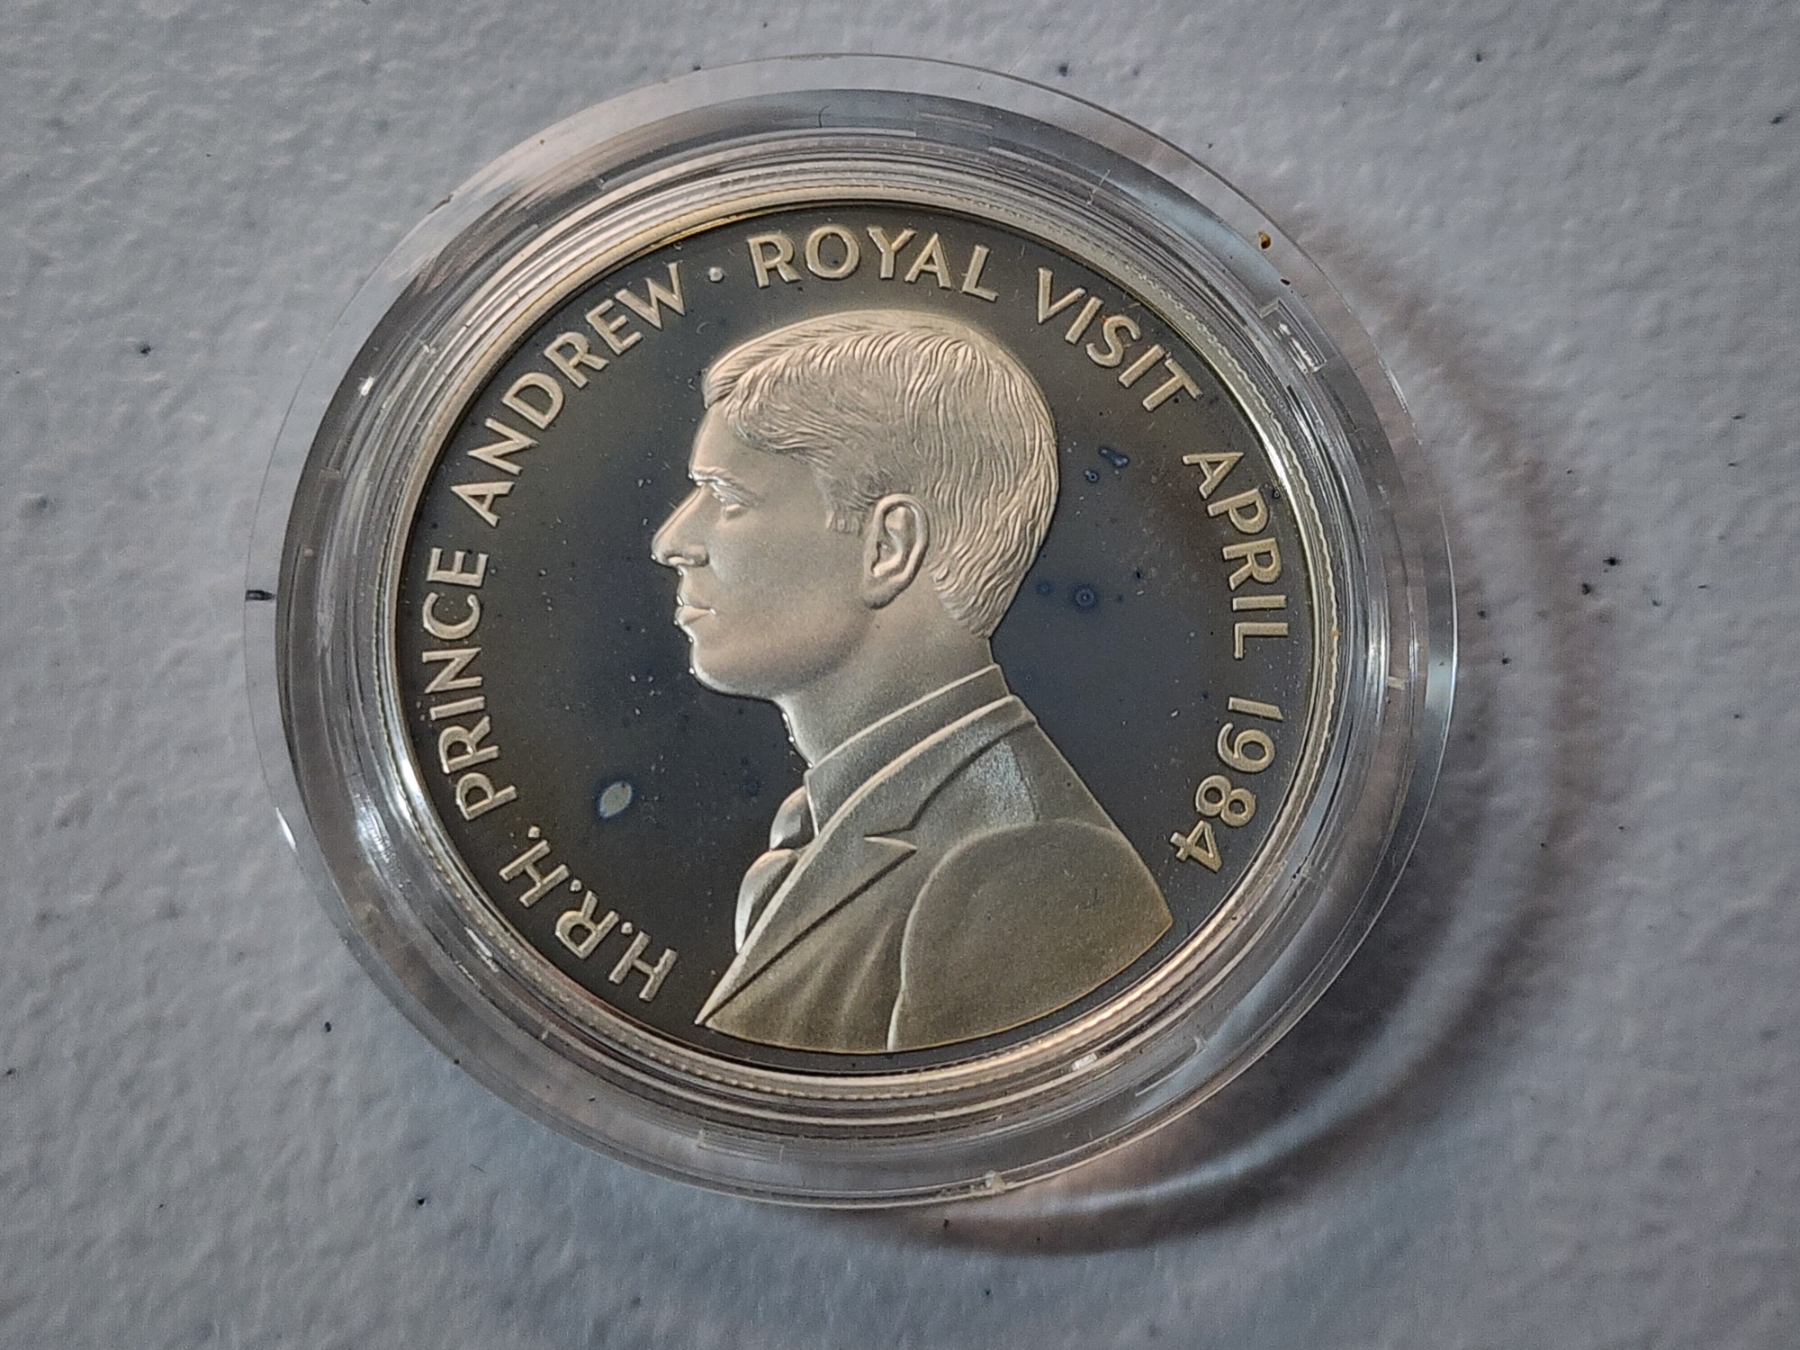 H.R.H. PRINCE ANDREW · ROYAL VISIT APRIL 1984